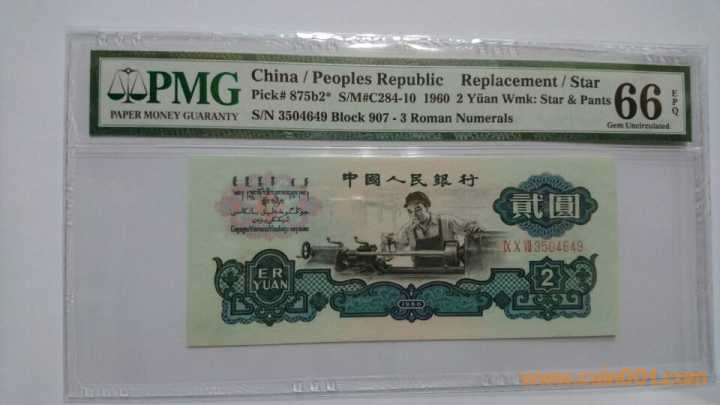 PMG
PAPER MONEY GUARANTY
China / Peoples Republic Replacement / Star
Pick# 875b2* S/M#C284-10 1960 2 Yüan Wmk: Star & Pants
S/N 3504649 Block 907 - 3 Roman Numerals
66
EPQ
Gem Uncirculated
中國人民銀行
貳圓
IX X VII 3504649
ER
YUAN
2
1960
www.coin001.com